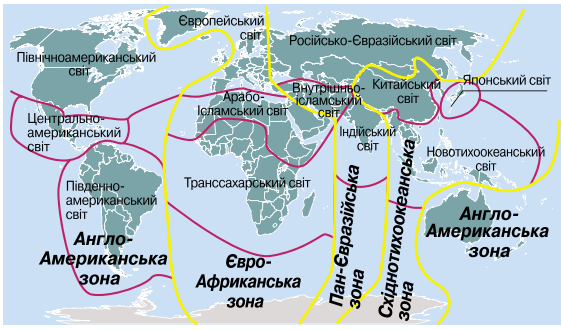 Європейський
світ
Російсько-Євразійський світ
Північноамериканський
світ
Внутрішньо-
ісламський
світ
Китайський
світ
Японський світ
Арабо-
Ісламський світ
Центрально-
американський
світ
Індійський
світ
Новотихоокеанський
світ
Південно-
американський
світ
Транссахарський світ
Англо-
Американська
зона
Євро-
Африканська
зона
Пан-Євразійська
зона
Східнотихоокеанська
зона
Англо-
Американська
зона